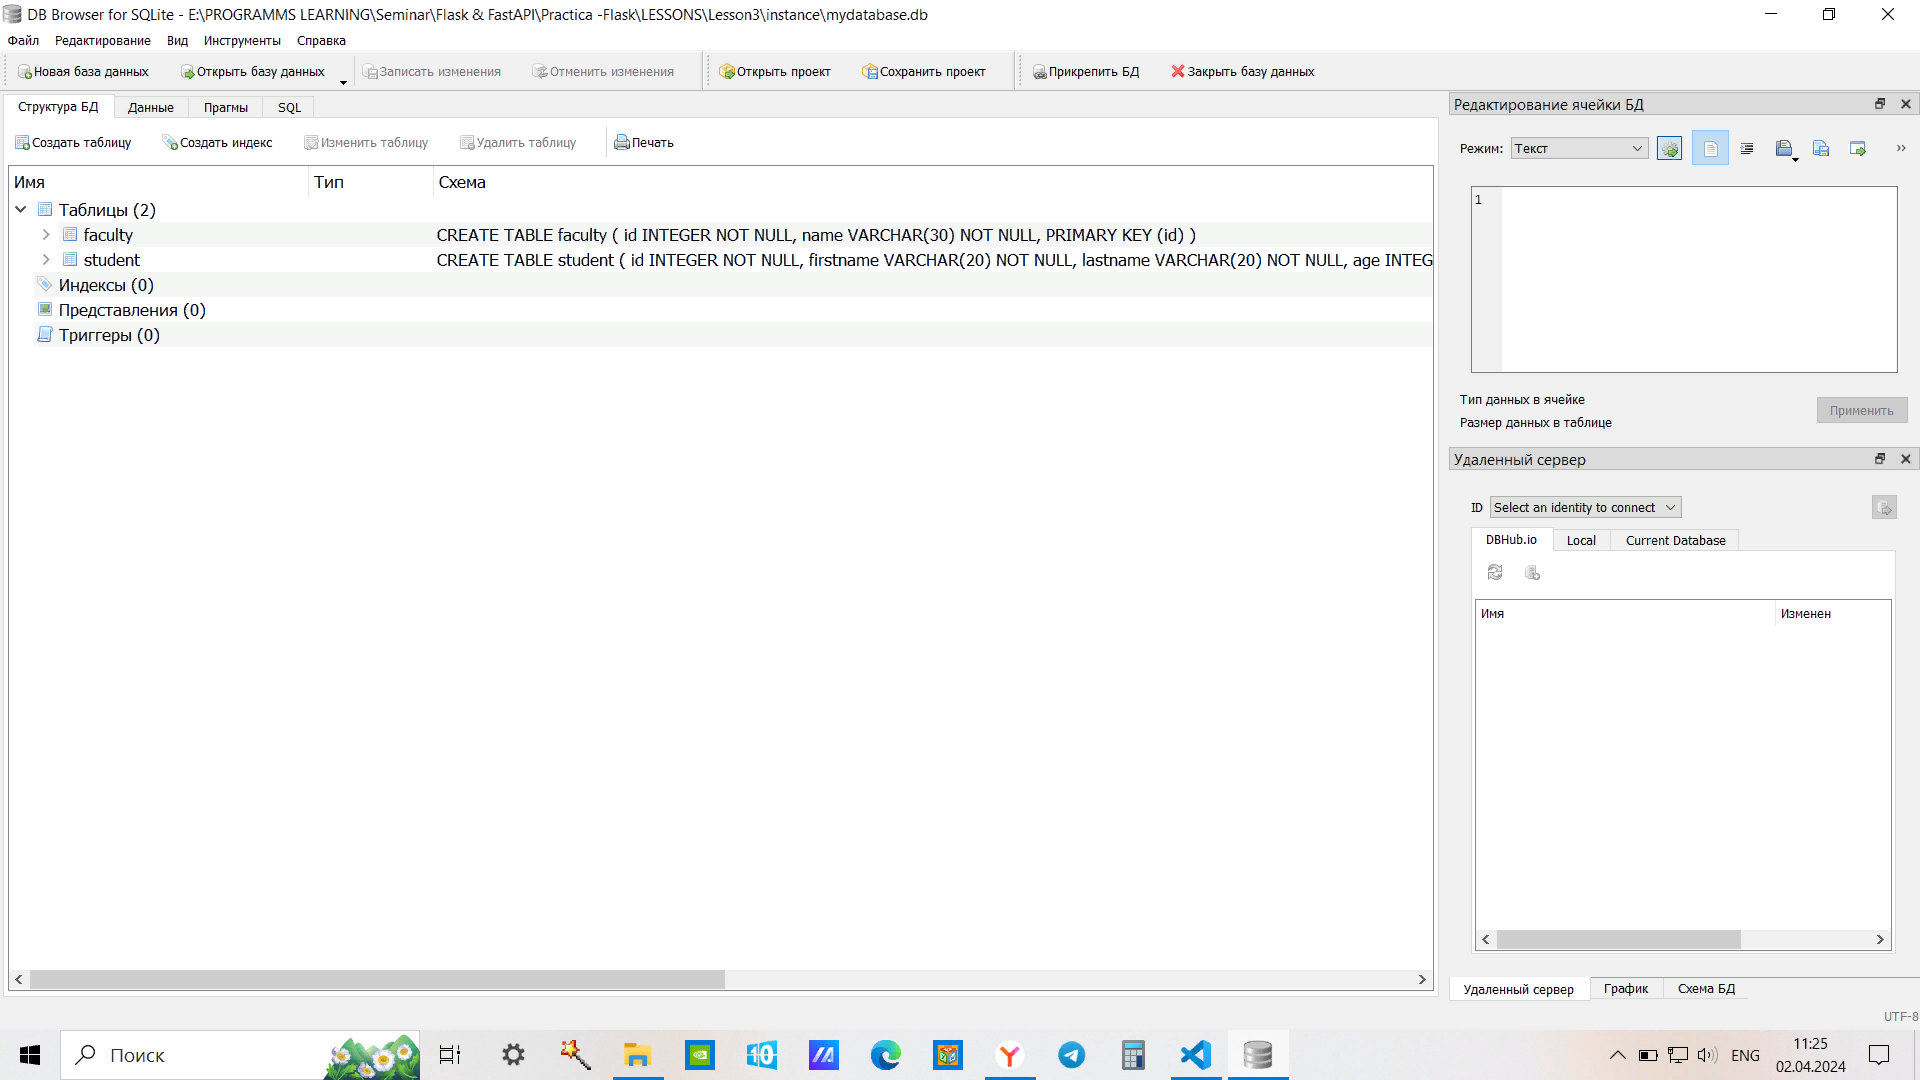 DB Browser for SQLite - E:\PROGRAMMS LEARNING\Seminar\Flask & FastAPI\Practica -Flask\LESSONS\Lesson3\instance\mydatabase.db
Файл Редактирование Вид Инструменты Справка
Новая база данных Открыть базу данных Записать изменения Отменить изменения Открыть проект Сохранить проект Прикрепить БД Закрыть базу данных
Структура БД Данные Прагмы SQL
Создать таблицу Создать индекс Изменить таблицу Удалить таблицу Печать
Имя Тип Схема
Таблицы (2)
faculty CREATE TABLE faculty ( id INTEGER NOT NULL, name VARCHAR(30) NOT NULL, PRIMARY KEY (id) )
student CREATE TABLE student ( id INTEGER NOT NULL, firstname VARCHAR(20) NOT NULL, lastname VARCHAR(20) NOT NULL, age INTEG
Индексы (0)
Представления (0)
Триггеры (0)
Редактирование ячейки БД
Режим: Текст
1
Тип данных в ячейке
Размер данных в таблице
Применить
Удаленный сервер
ID Select an identity to connect
DBHub.io Local Current Database
Имя Изменен
Удаленный сервер График Схема БД
UTF-8
Поиск
10
ENG
11:25
02.04.2024